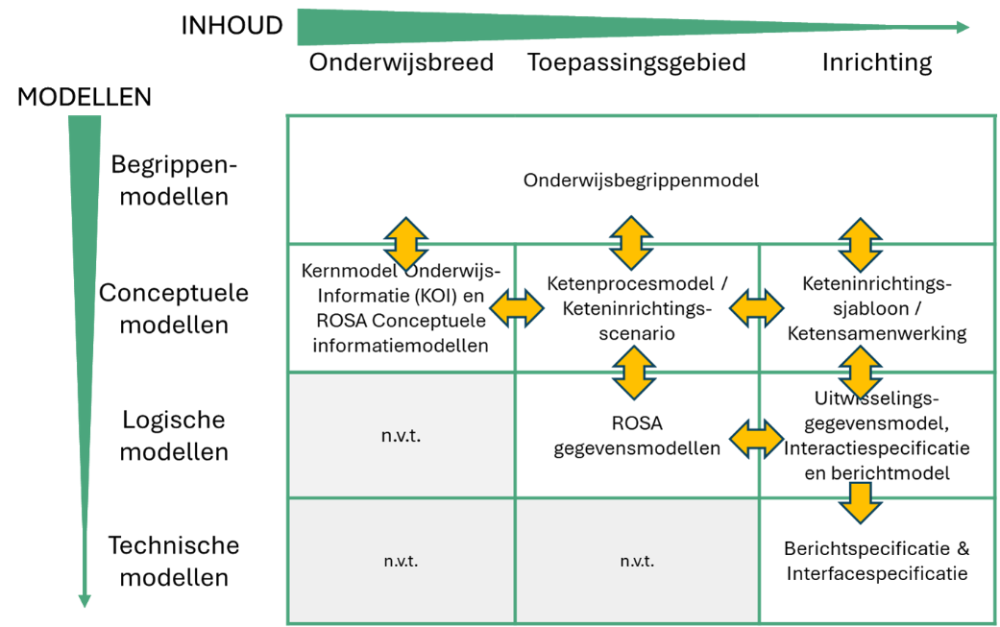 INHOUD
Onderwijsbreed
Toepassingsgebied
Inrichting
MODELLEN
Begrippen-
modellen
Onderwijsbegrippenmodel
Conceptuele
modellen
Kernmodel Onderwijs-
Informatie (KOI) en
ROSA Conceptuele
informatiemodellen
Ketenprocesmodel /
Keteninrichtings-
scenario
Keteninrichtings-
sjabloon /
Ketensamenwerking
Logische
modellen
n.v.t.
ROSA
gegevensmodellen
Uitwisselings-
gegevensmodel,
Interactiespecificatie
en berichtmodel
Technische
modellen
n.v.t.
n.v.t.
Berichtspecificatie &
Interfacespecificatie